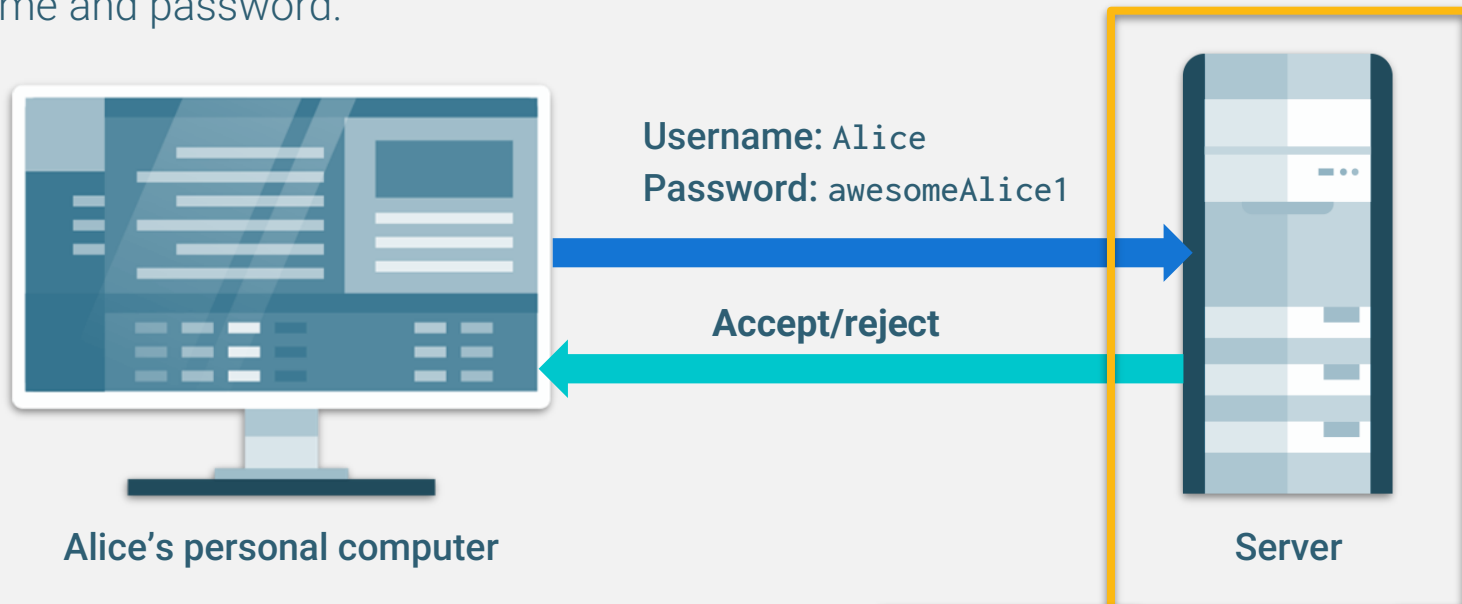 me and password.
Username: Alice
Password: awesomeAlice1
Accept/reject
Alice’s personal computer
Server